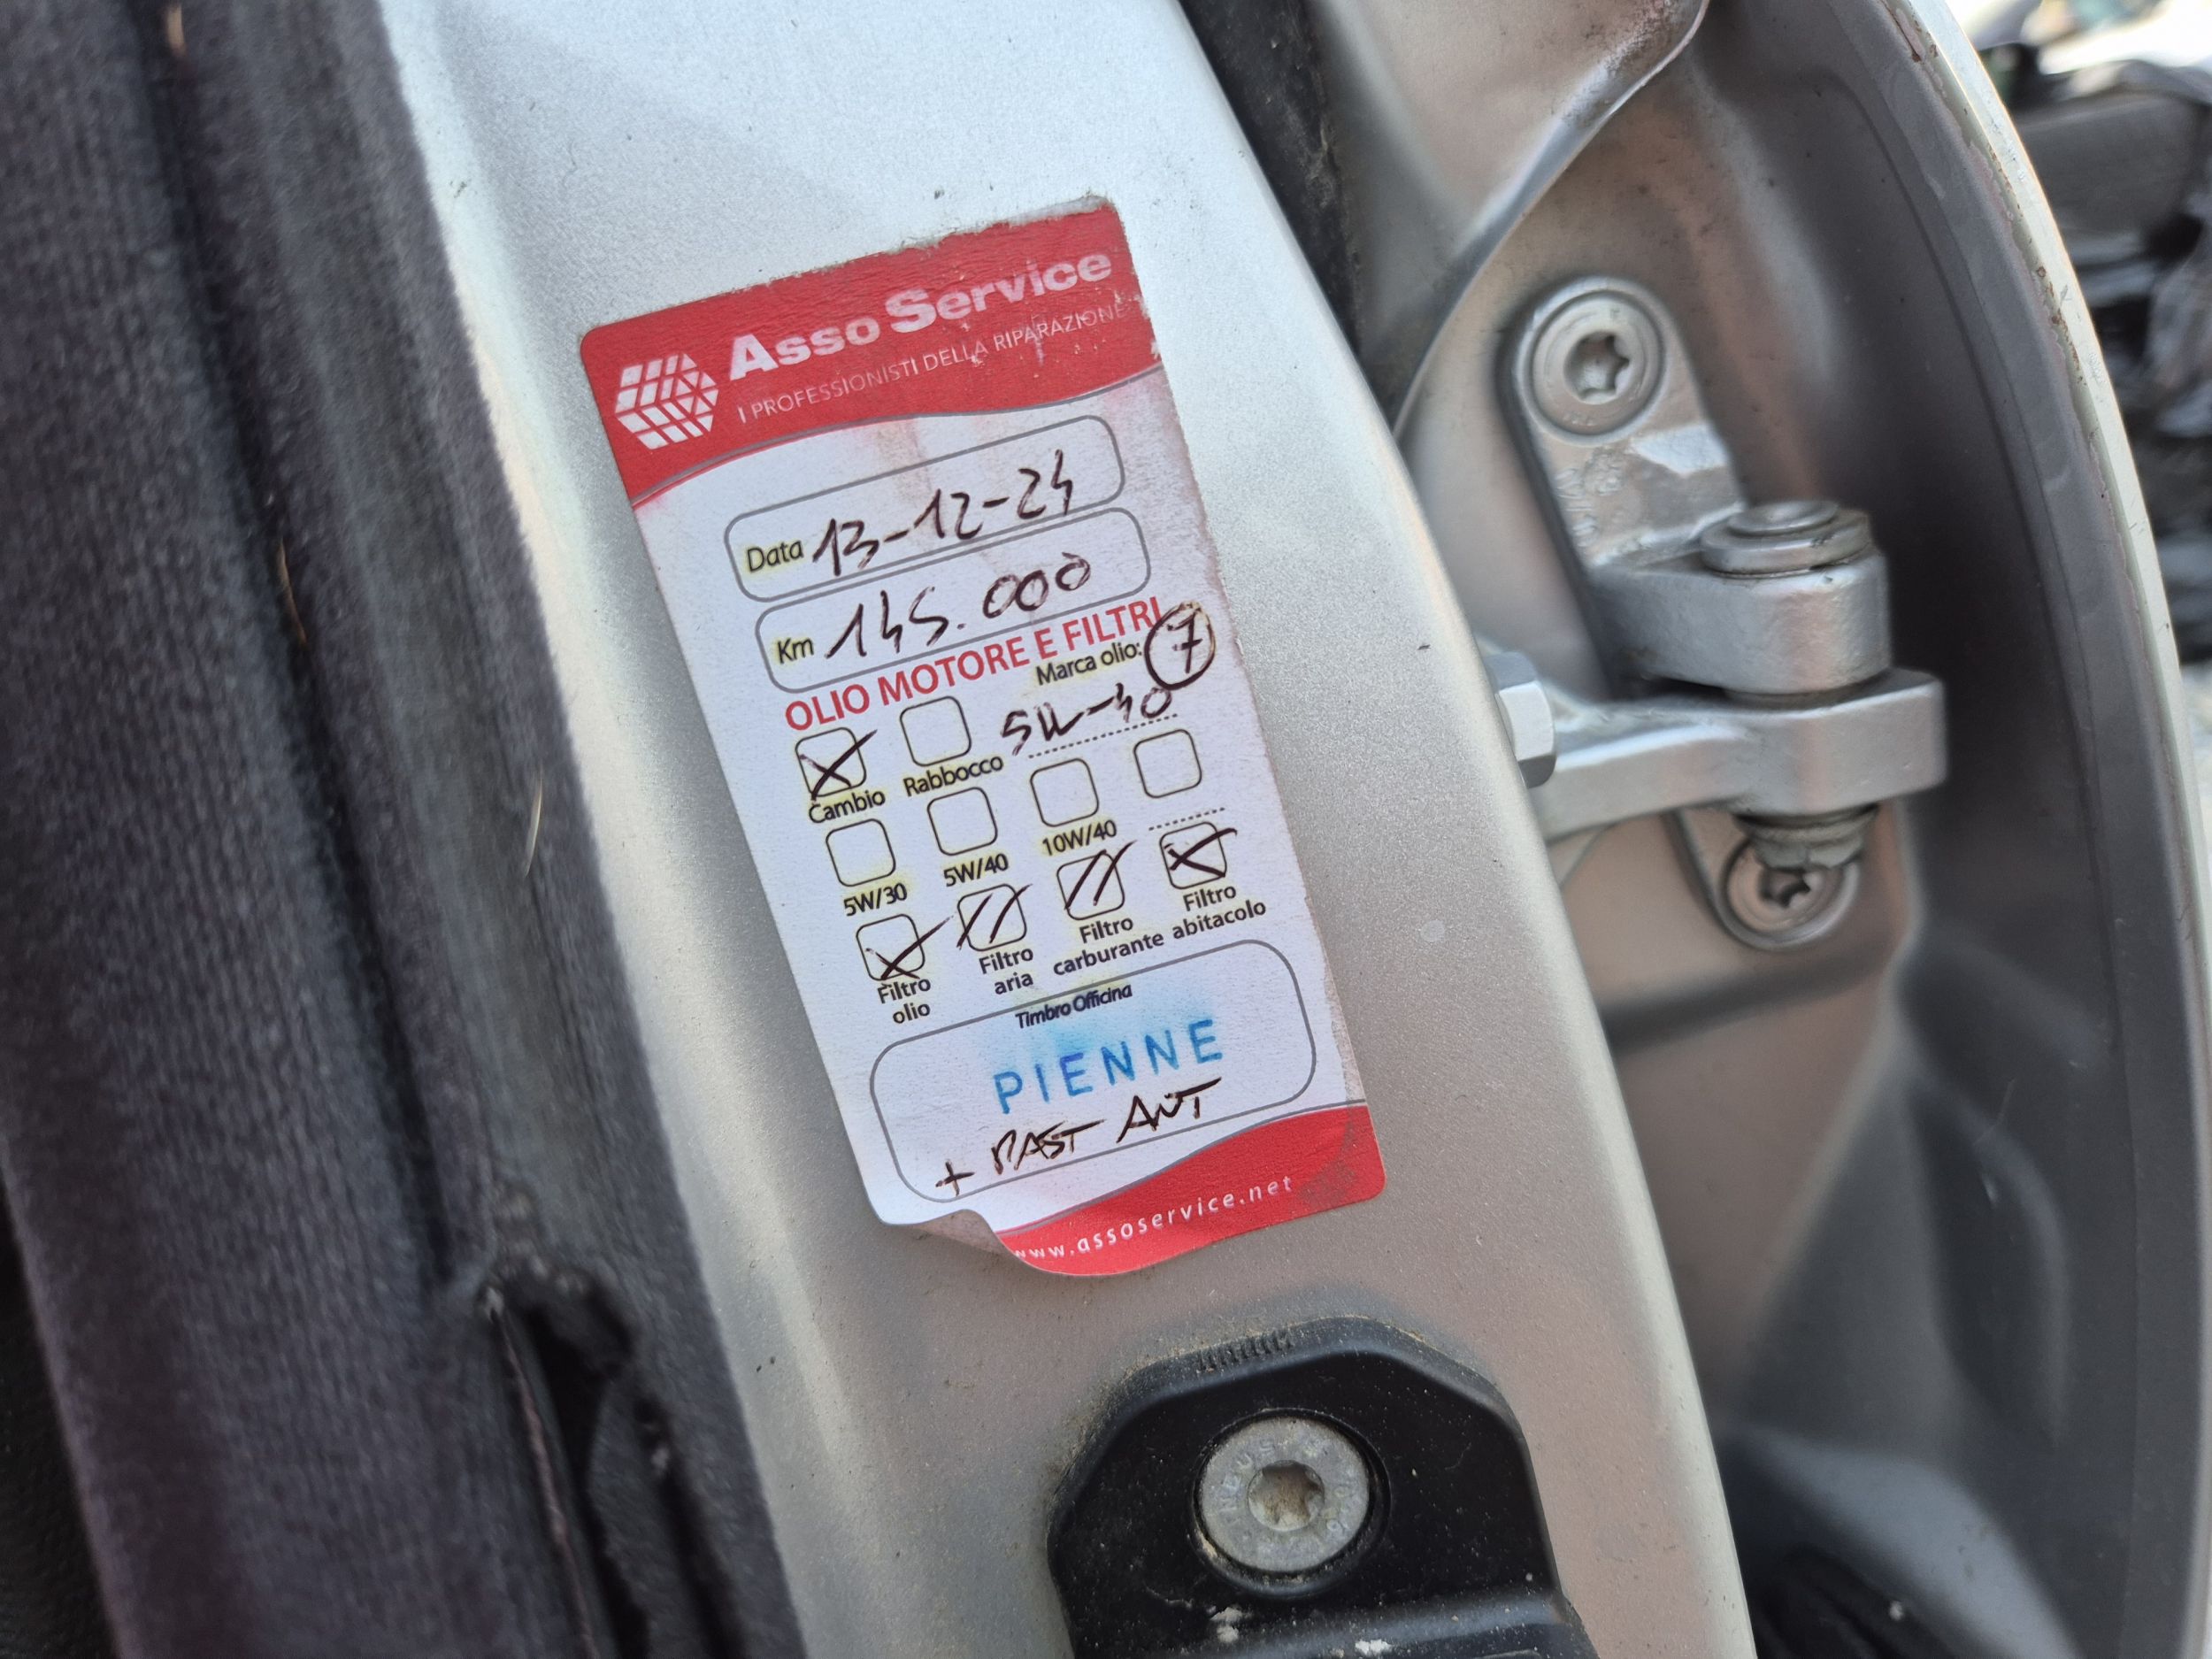 Asso Service
I PROFESSIONISTI DELLA RIPARAZIONE
Data 13-12-24
Km 145.000
OLIO MOTORE E FILTRI
Marca olio: 7
5W-40
Cambio Rabbocco
5W/30 5W/40 10W/40
Filtro olio Filtro aria Filtro carburante Filtro abitacolo
Timbro Officina
PIENNE
+ PAST ANT
www.assoservice.net